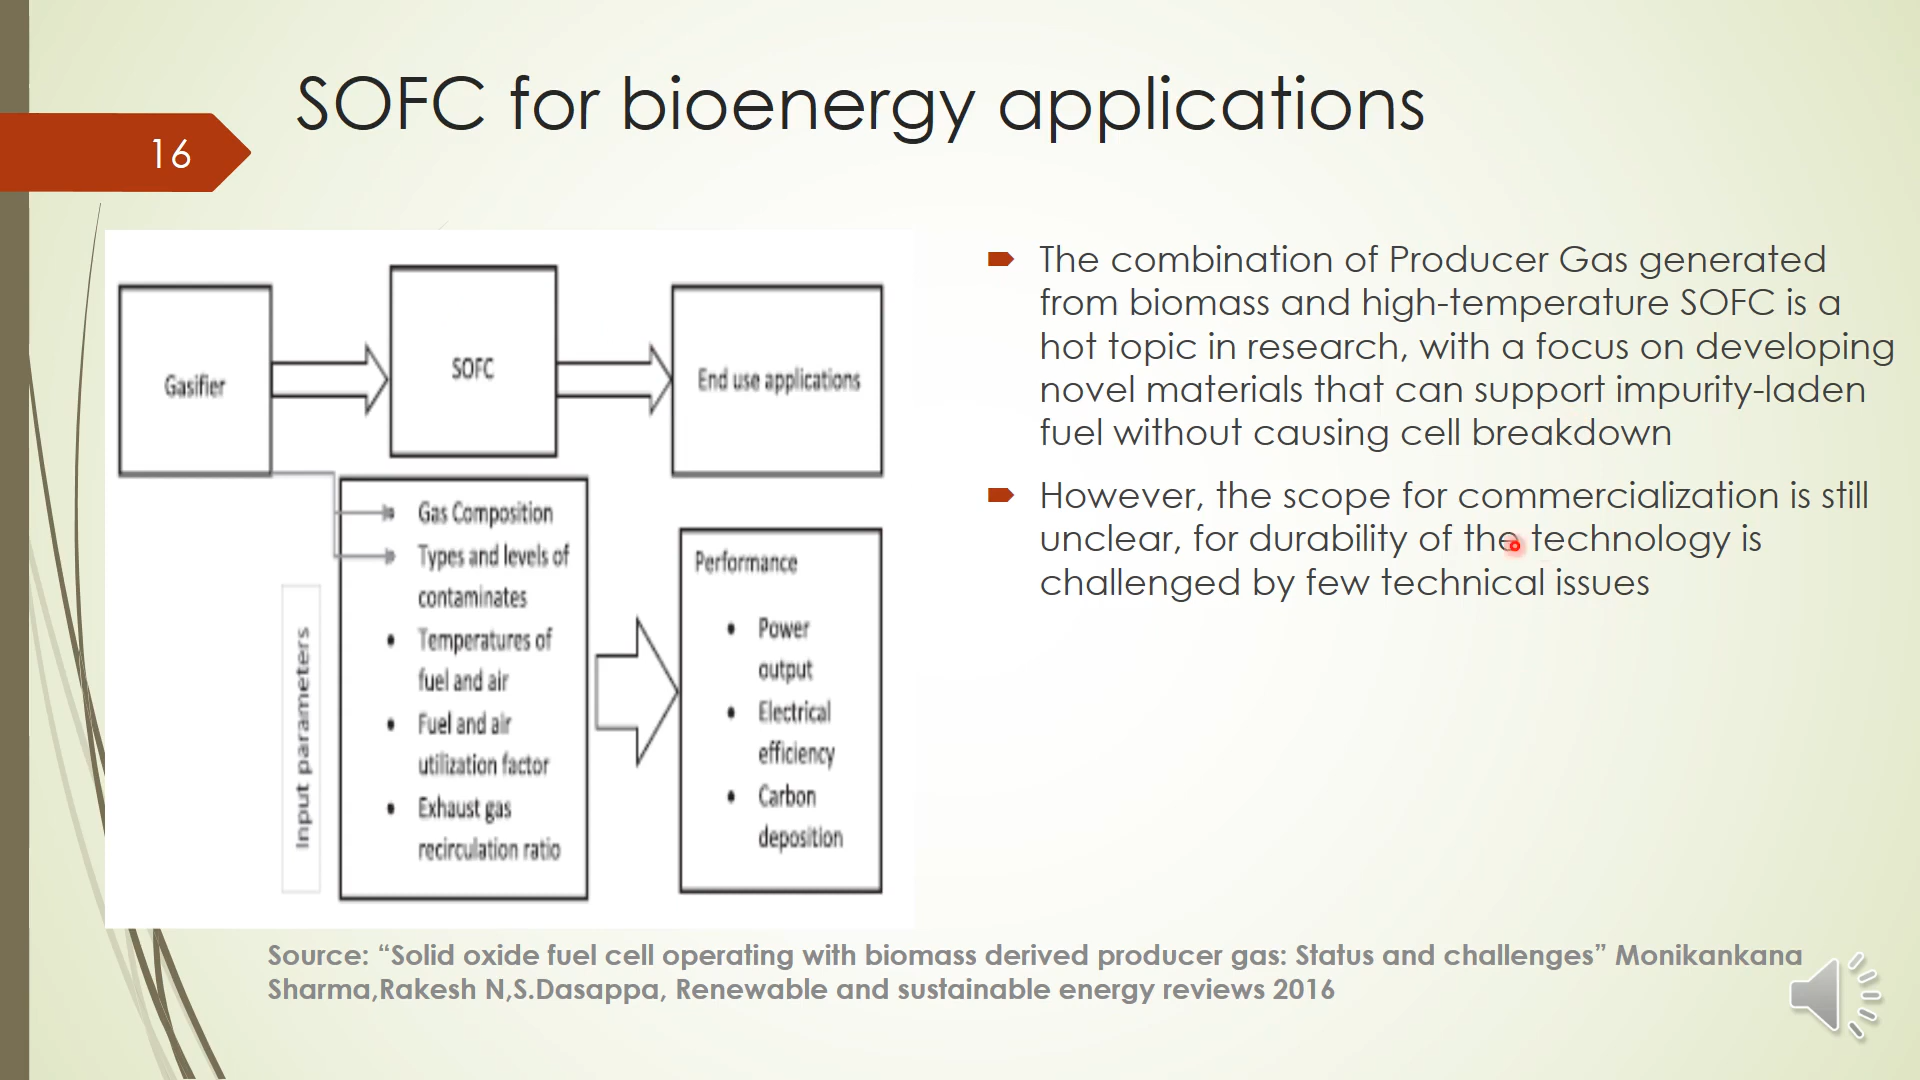 SOFC for bioenergy applications
16
Gasifier
SOFC
End use applications
Input parameters
• Gas Composition
• Types and levels of
contaminates
• Temperatures of
fuel and air
• Fuel and air
utilization factor
• Exhaust gas
recirculation ratio
Performance
• Power
output
• Electrical
efficiency
• Carbon
deposition
The combination of Producer Gas generated
from biomass and high-temperature SOFC is a
hot topic in research, with a focus on developing
novel materials that can support impurity-laden
fuel without causing cell breakdown
However, the scope for commercialization is still
unclear, for durability of the technology is
challenged by few technical issues
Source: “Solid oxide fuel cell operating with biomass derived producer gas: Status and challenges” Monikankana
Sharma,Rakesh N,S.Dasappa, Renewable and sustainable energy reviews 2016